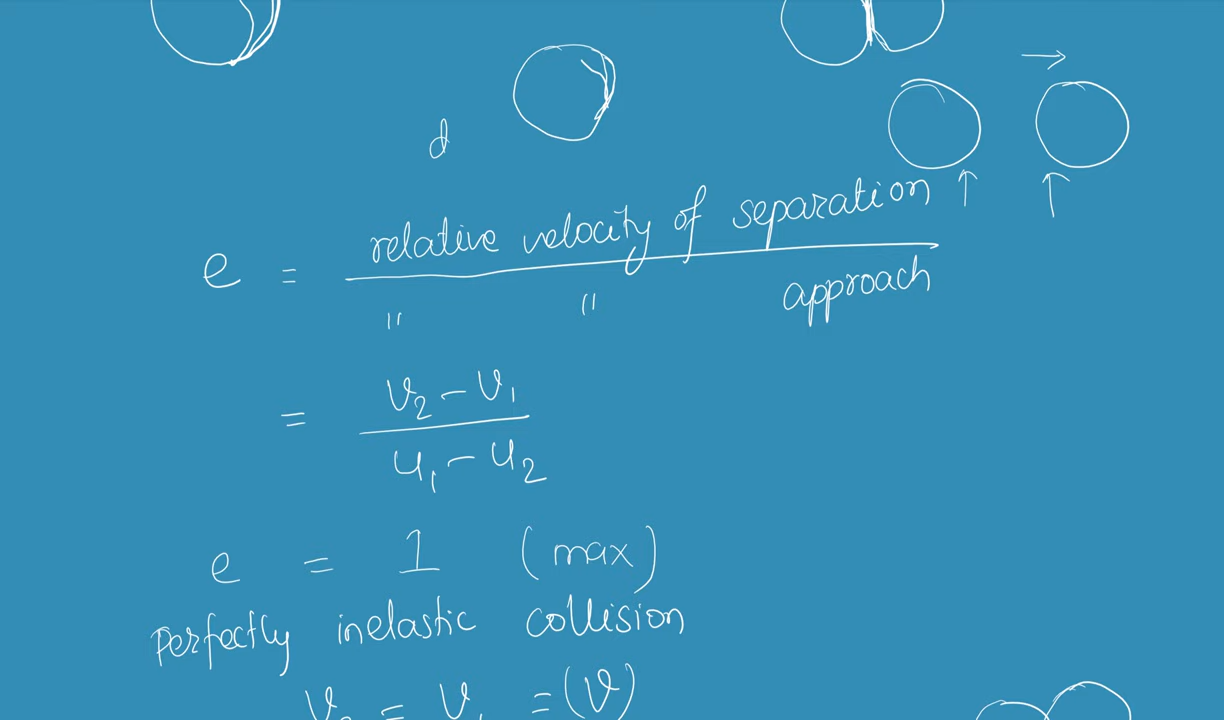 d
e = relative velocity of separation
" " approach
= v₂ - v₁
u₁ - u₂
e = 1 (max)
perfectly inelastic collision
v₂ = v₁ = (v)